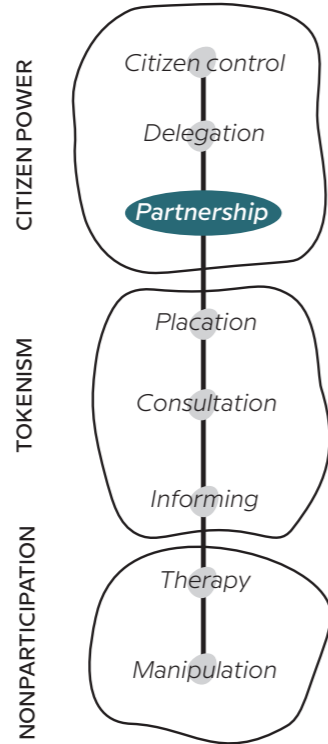 CITIZEN POWER
Citizen control
Delegation
Partnership
TOKENISM
Placation
Consultation
Informing
NONPARTICIPATION
Therapy
Manipulation